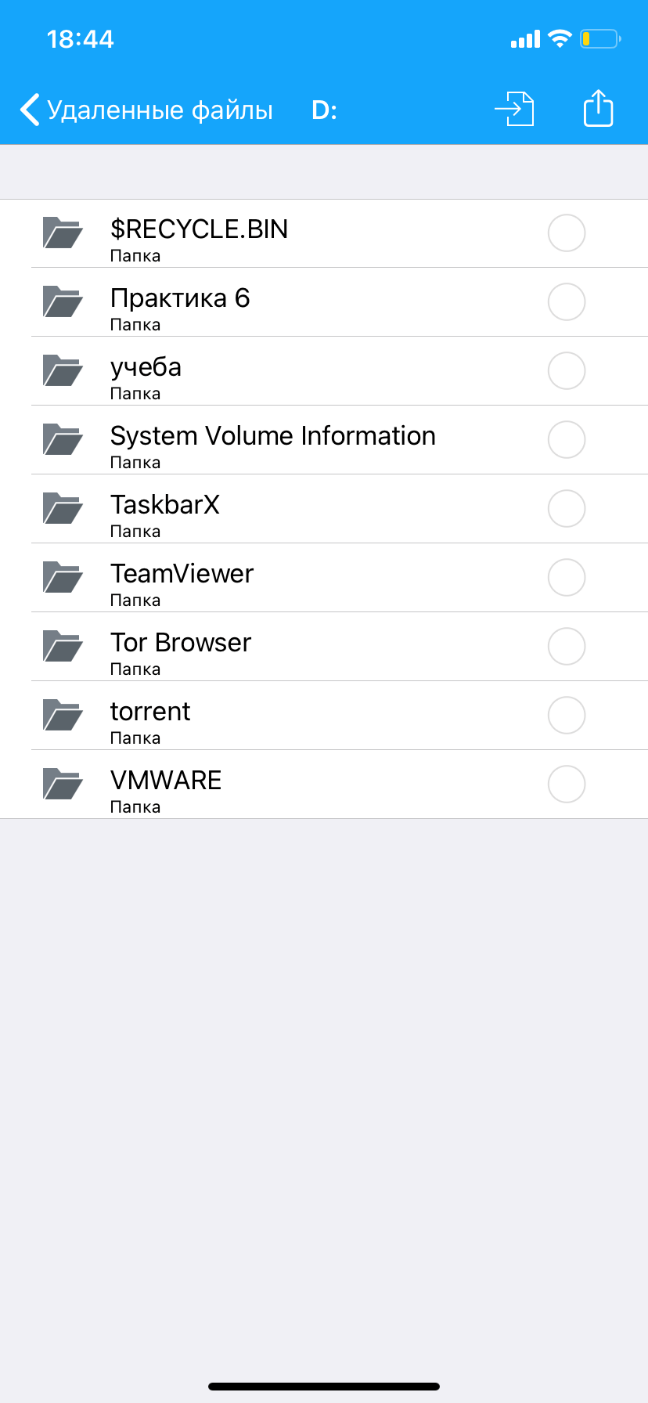 18:44
Удаленные файлы D:
$RECYCLE.BIN
Папка
Практика 6
Папка
учеба
Папка
System Volume Information
Папка
TaskbarX
Папка
TeamViewer
Папка
Tor Browser
Папка
torrent
Папка
VMWARE
Папка